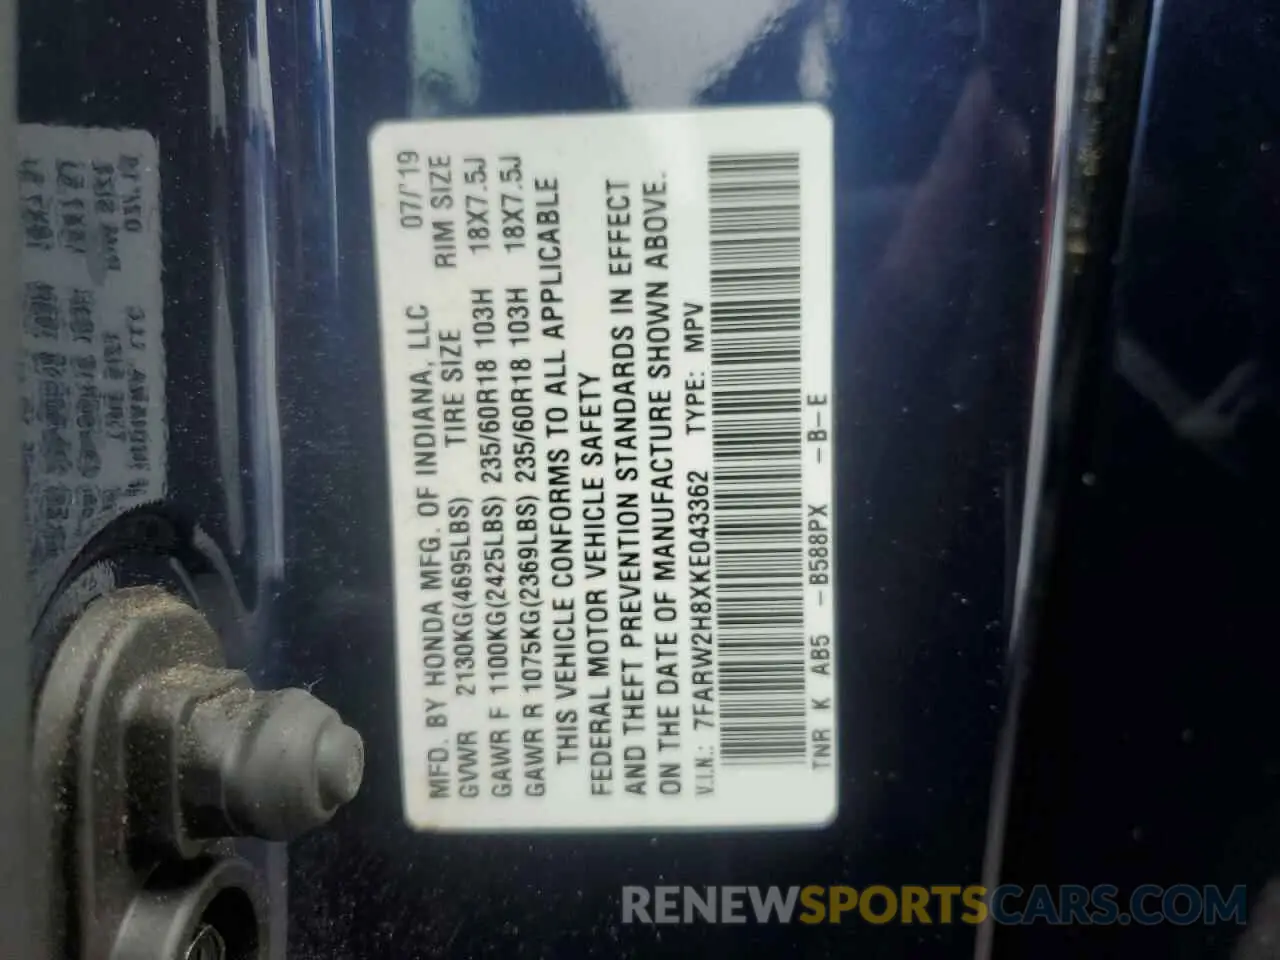 MFD. BY HONDA MFG. OF INDIANA, LLC 07/'19
GVWR 2130KG(4695LBS) TIRE SIZE RIM SIZE
GAWR F 1100KG(2425LBS) 235/60R18 103H 18X7.5J
GAWR R 1075KG(2369LBS) 235/60R18 103H 18X7.5J
THIS VEHICLE CONFORMS TO ALL APPLICABLE
FEDERAL MOTOR VEHICLE SAFETY
AND THEFT PREVENTION STANDARDS IN EFFECT
ON THE DATE OF MANUFACTURE SHOWN ABOVE.
V.I.N.: 7FARW2H8XKE043362 TYPE: MPV
TNR K AB5 -B588PX -B-E
RENEWSPORTSCARS.COM